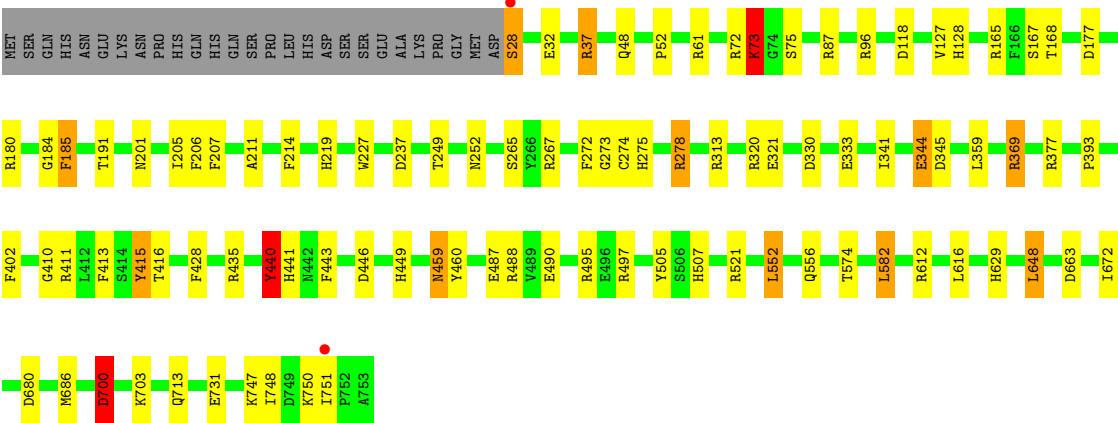 MET SER GLN GLN HIS ASN GLU LYS ASN PRO HIS GLN HIS GLN SER PRO LEU HIS ASP SER SER GLU ALA LYS PRO GLY MET ASP S28 E32 R37 Q48 P52 R61 R72 K73 G74 S75 R87 R96 D118 V127 H128 R165 F166 S167 T168 D177
R180 G184 F185 T191 N201 I205 F206 F207 A211 F214 H219 W227 D237 T249 N252 S265 Y266 R267 F272 G273 C274 H275 R278 R313 R320 E321 D330 E333 I341 E344 D345 L359 R369 R377 P393
F402 G410 R411 L412 F413 S414 Y415 T416 F428 R435 Y440 H441 N442 F443 D446 H449 N459 Y460 E487 R488 V489 E490 R495 E496 R497 Y505 S506 H507 R521 L552 Q556 T574 L582 R612 L616 H629 L648 D663 I672
D680 M686 D700 K703 Q713 E731 K747 I748 D749 K750 I751 P752 A753